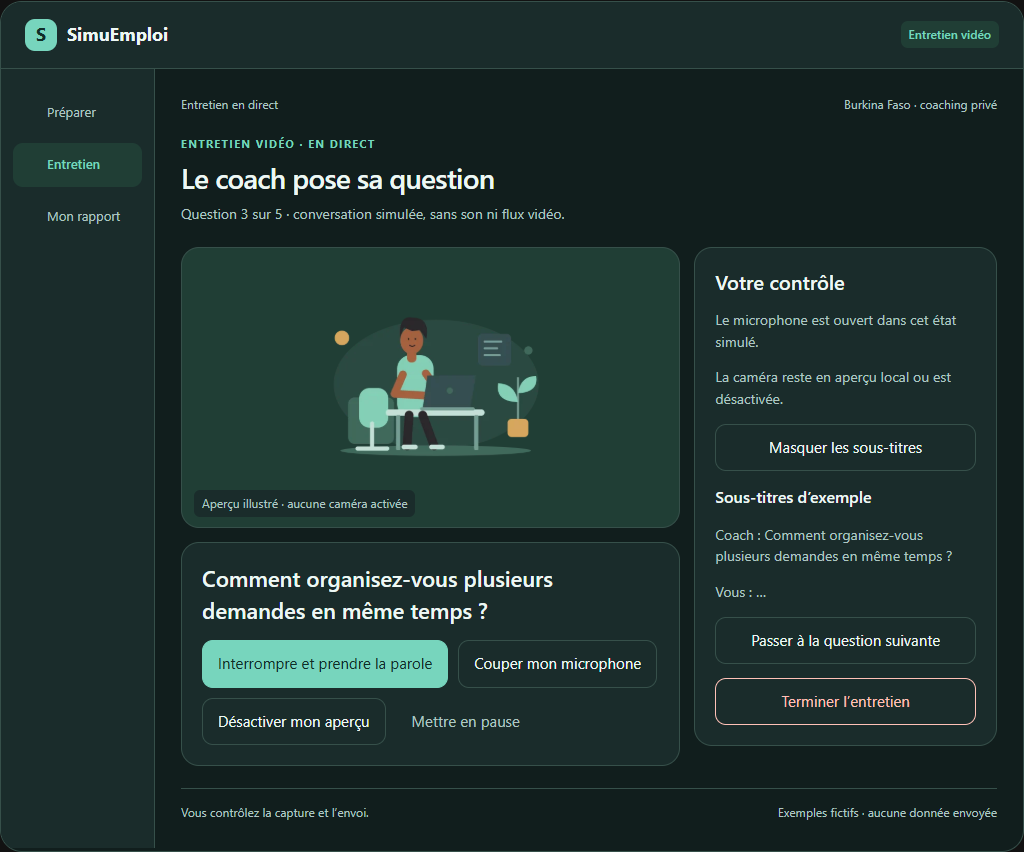 S
SimuEmploi
Entretien vidéo
Préparer
Entretien
Mon rapport
Entretien en direct
Burkina Faso · coaching privé
ENTRETIEN VIDÉO · EN DIRECT
Le coach pose sa question
Question 3 sur 5 · conversation simulée, sans son ni flux vidéo.
Aperçu illustré · aucune caméra activée
Comment organisez-vous plusieurs
demandes en même temps ?
Interrompre et prendre la parole
Couper mon microphone
Désactiver mon aperçu
Mettre en pause
Votre contrôle
Le microphone est ouvert dans cet état
simulé.
La caméra reste en aperçu local ou est
désactivée.
Masquer les sous-titres
Sous-titres d’exemple
Coach : Comment organisez-vous
plusieurs demandes en même temps ?
Vous : …
Passer à la question suivante
Terminer l’entretien
Vous contrôlez la capture et l’envoi.
Exemples fictifs · aucune donnée envoyée